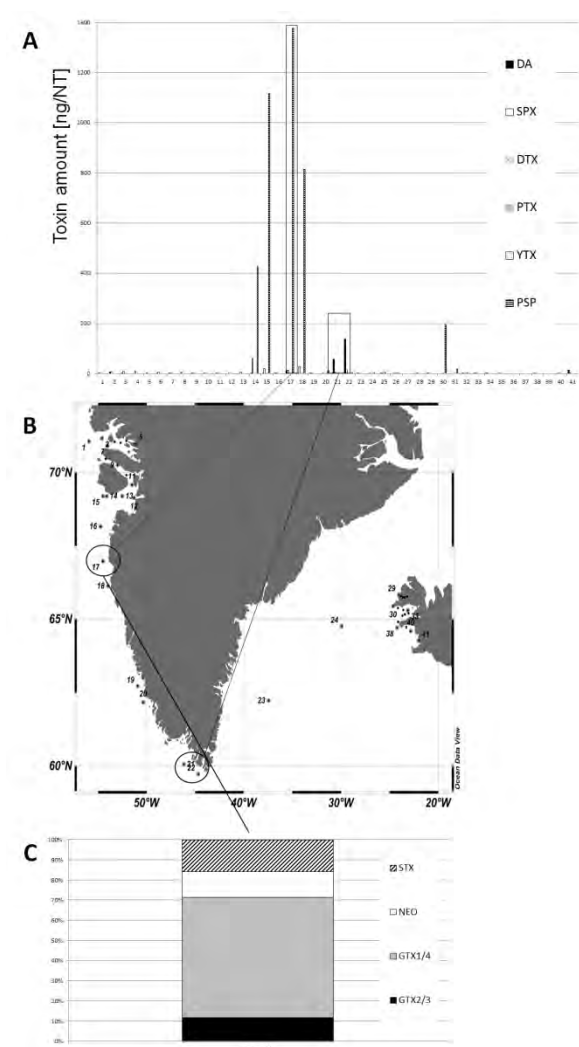 A
Toxin amount [ng/NT]
1400
1200
1000
800
600
400
200
0
DA
SPX
DTX
PTX
YTX
PSP
1 2 3 4 5 6 7 8 9 10 11 12 13 14 15 16 17 18 19 20 21 22 23 24 25 26 27 28 29 30 31 32 33 34 35 36 37 38 39 40 41
B
70°N
65°N
60°N
1
7
11
15 14 13
12
16
17
18
19
20
22
23
24
29
30
38
41
50°W 40°W 30°W 20°W
Ocean Data View
C
100%
90%
80%
70%
60%
50%
40%
30%
20%
10%
0%
STX
NEO
GTX1/4
GTX2/3